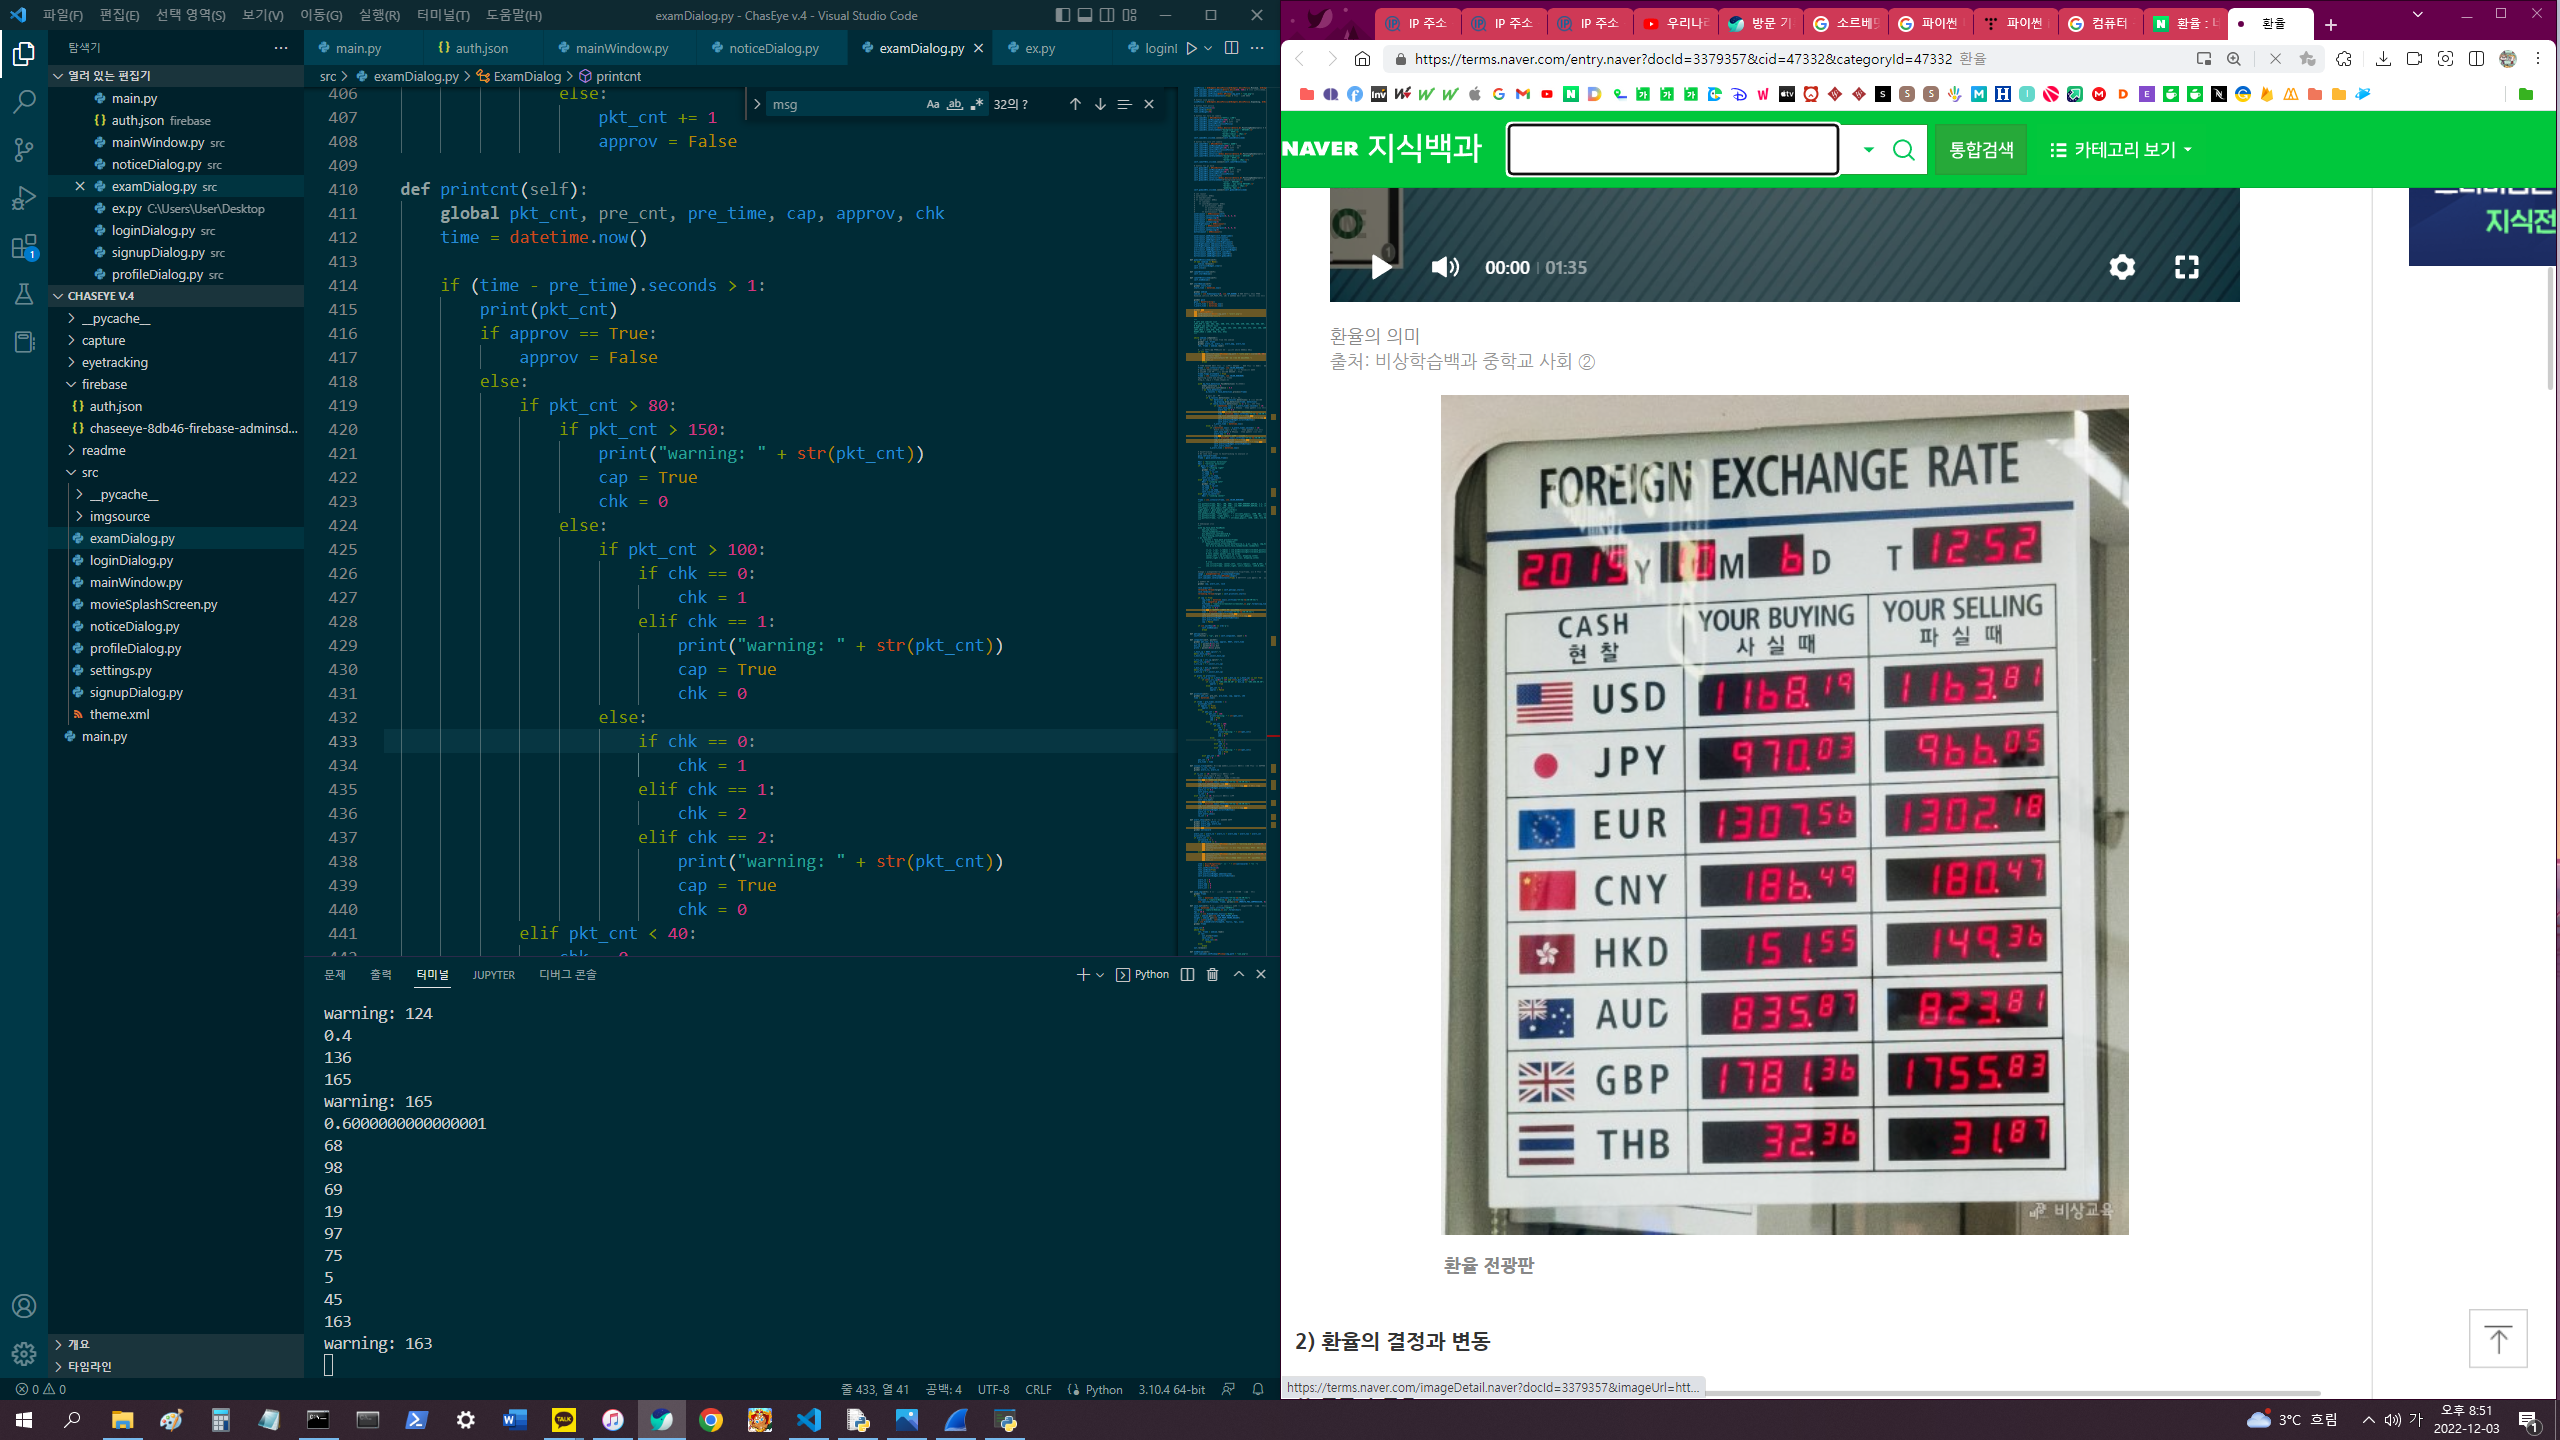 파일(F) 편집(E) 선택 영역(S) 보기(V) 이동(G) 실행(R) 터미널(T) 도움말(H)
examDialog.py - ChasEye v.4 - Visual Studio Code
탐색기
열려 있는 편집기
main.py
auth.json firebase
mainWindow.py src
noticeDialog.py src
examDialog.py src
ex.py C:\Users\User\Desktop
loginDialog.py src
signupDialog.py src
profileDialog.py src
CHASEYE V.4
__pycache__
capture
eyetracking
firebase
auth.json
chaseeye-8db46-firebase-adminsd...
readme
src
__pycache__
imgsource
examDialog.py
loginDialog.py
mainWindow.py
movieSplashScreen.py
noticeDialog.py
profileDialog.py
settings.py
signupDialog.py
theme.xml
main.py
개요
타임라인
main.py auth.json mainWindow.py noticeDialog.py examDialog.py ex.py loginI
src > examDialog.py > ExamDialog > printcnt
msg Aa ab 32의 ?
406 else:
407 pkt_cnt += 1
408 approv = False
409
410 def printcnt(self):
411 global pkt_cnt, pre_cnt, pre_time, cap, approv, chk
412 time = datetime.now()
413
414 if (time - pre_time).seconds > 1:
415 print(pkt_cnt)
416 if approv == True:
417 approv = False
418 else:
419 if pkt_cnt > 80:
420 if pkt_cnt > 150:
421 print("warning: " + str(pkt_cnt))
422 cap = True
423 chk = 0
424 else:
425 if pkt_cnt > 100:
426 if chk == 0:
427 chk = 1
428 elif chk == 1:
429 print("warning: " + str(pkt_cnt))
430 cap = True
431 chk = 0
432 else:
433 if chk == 0:
434 chk = 1
435 elif chk == 1:
436 chk = 2
437 elif chk == 2:
438 print("warning: " + str(pkt_cnt))
439 cap = True
440 chk = 0
441 elif pkt_cnt < 40:
문제 출력 터미널 JUPYTER 디버그 콘솔 Python
warning: 124
0.4
136
165
warning: 165
0.6000000000000001
68
98
69
19
97
75
5
45
163
warning: 163
0 0 줄 433, 열 41 공백: 4 UTF-8 CRLF Python 3.10.4 64-bit
IP 주소 IP 주소 IP 주소 우리나라 방문 기 소르베 파이썬 파이썬 컴퓨터 환율 : 환율
https://terms.naver.com/entry.naver?docId=3379357&cid=47332&categoryId=47332 환율
NAVER 지식백과 통합검색 카테고리 보기
지식전
00:00 | 01:35
환율의 의미
출처: 비상학습백과 중학교 사회 ②
FOREIGN EXCHANGE RATE
2015 Y 10 M 6 D T 12:52
CASH YOUR BUYING YOUR SELLING
현 찰 사 실 때 파 실 때
USD 1168.19 1163.81
JPY 970.03 966.05
EUR 1307.56 1302.18
CNY 186.49 180.47
HKD 151.55 149.36
AUD 835.87 823.81
GBP 1781.36 1755.83
THB 32.36 31.87
비상교육
환율 전광판
2) 환율의 결정과 변동
https://terms.naver.com/imageDetail.naver?docId=3379357&imageUrl=htt...
3°C 흐림 가 오후 8:51
2022-12-03